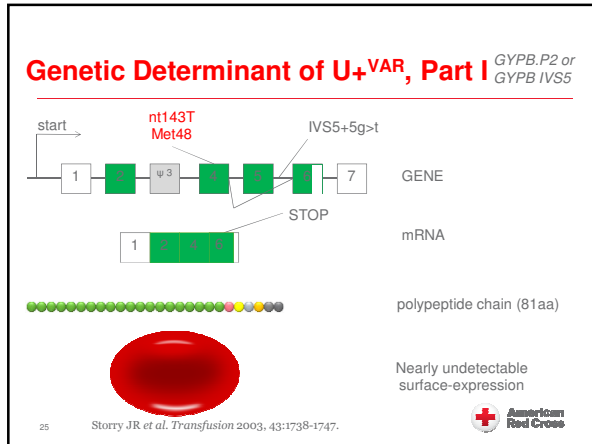 Genetic Determinant of U+VAR, Part I GYPB.P2 or
GYPB IVS5
nt143T
Met48
start
IVS5+5g>t
1 2 ψ 3 4 5 6 7
GENE
STOP
1 2 4 6
mRNA
polypeptide chain (81aa)
Nearly undetectable
surface-expression
25
Storry JR et al. Transfusion 2003, 43:1738-1747.
American
Red Cross